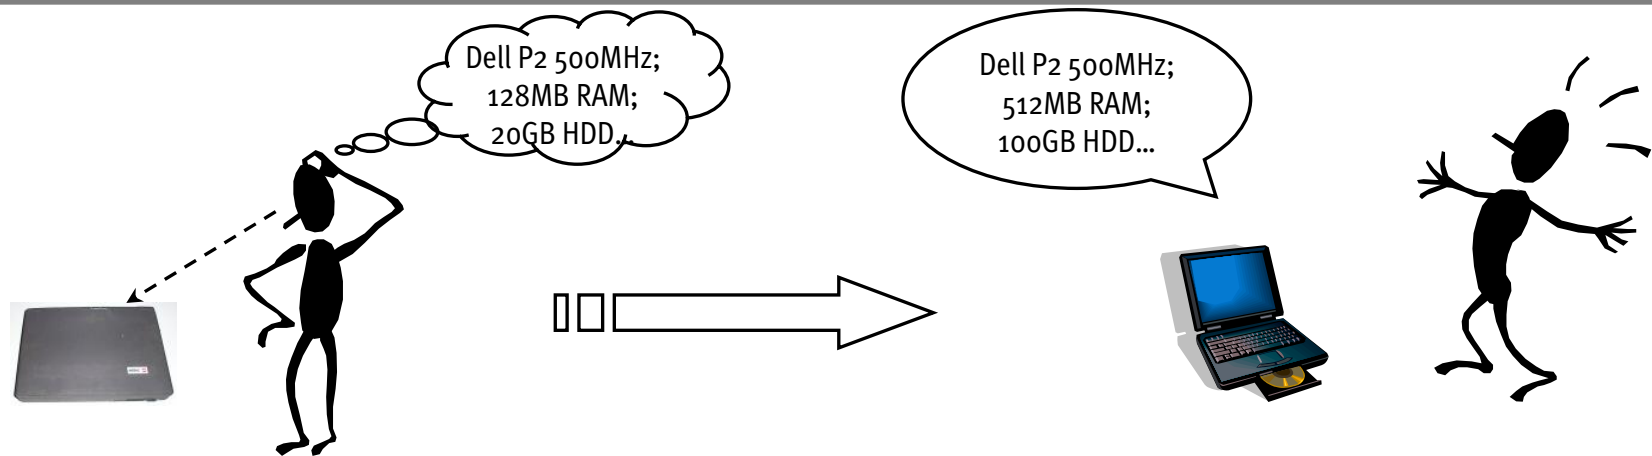 Dell P2 500MHz;
128MB RAM;
20GB HDD...
Dell P2 500MHz;
512MB RAM;
100GB HDD...